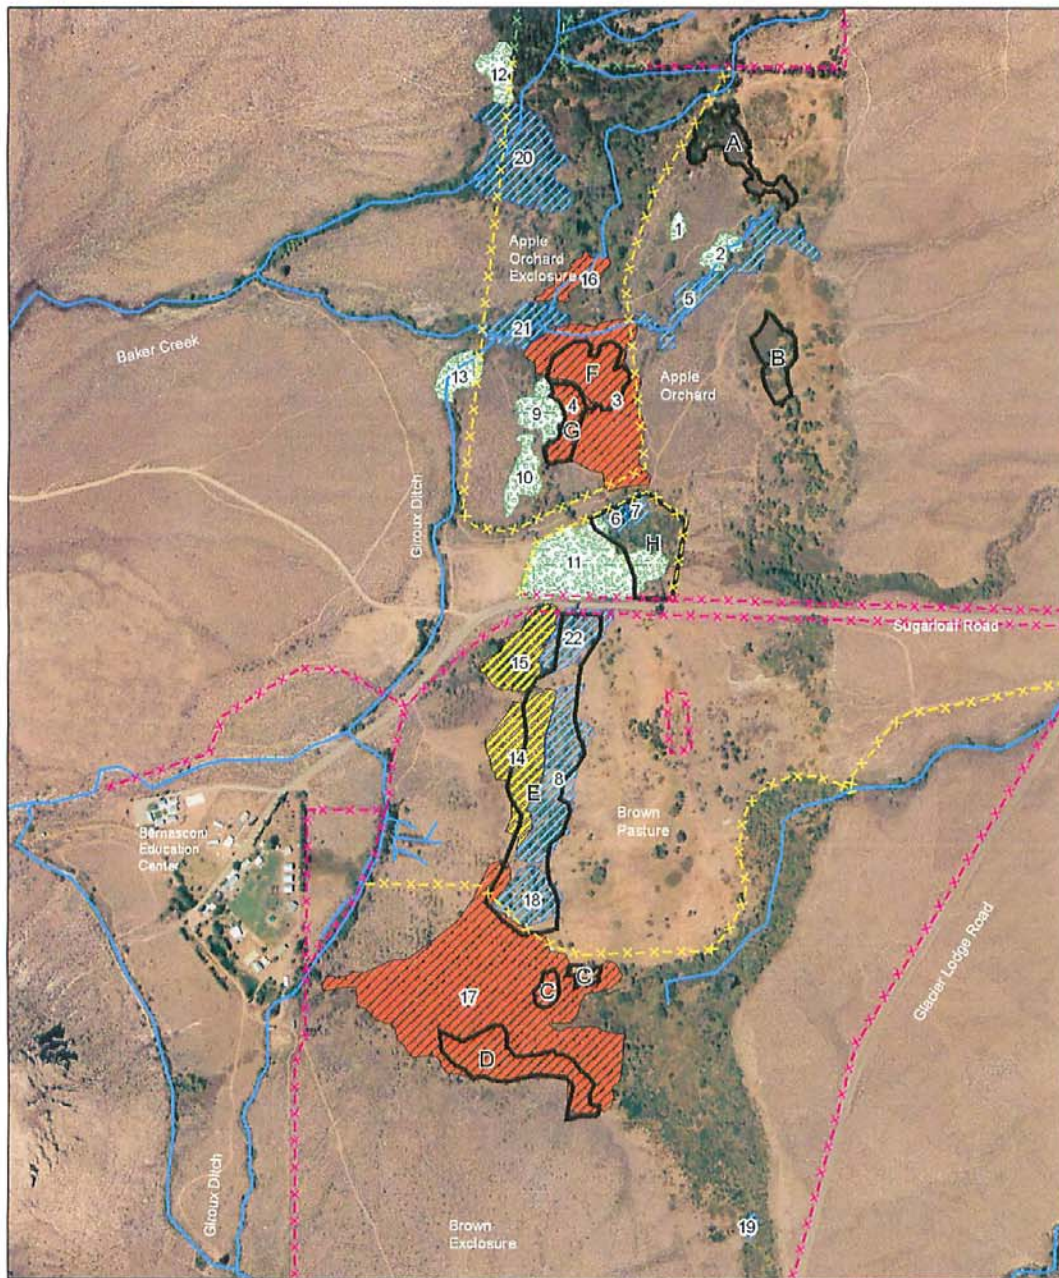 12
A
20
1
Apple
Orchard
Exclosure
2
16
5
21
Baker Creek
B
F
13
Apple
Orchard
4
3
9
G
10
Giroux Ditch
6
7
H
11
Sugarloaf Road
22
15
14
8
E
Brown
Pasture
Bernasconi
Education
Center
18
C
C
17
Glacier Lodge Road
D
Giroux Ditch
19
Brown
Exclosure